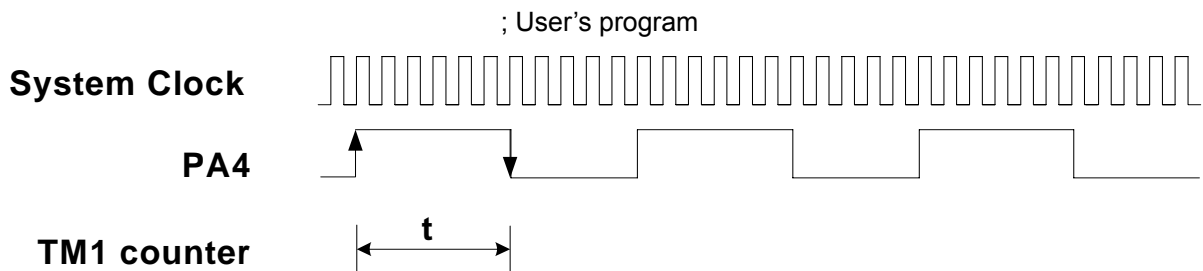 ; User’s program
System Clock
PA4
t
TM1 counter